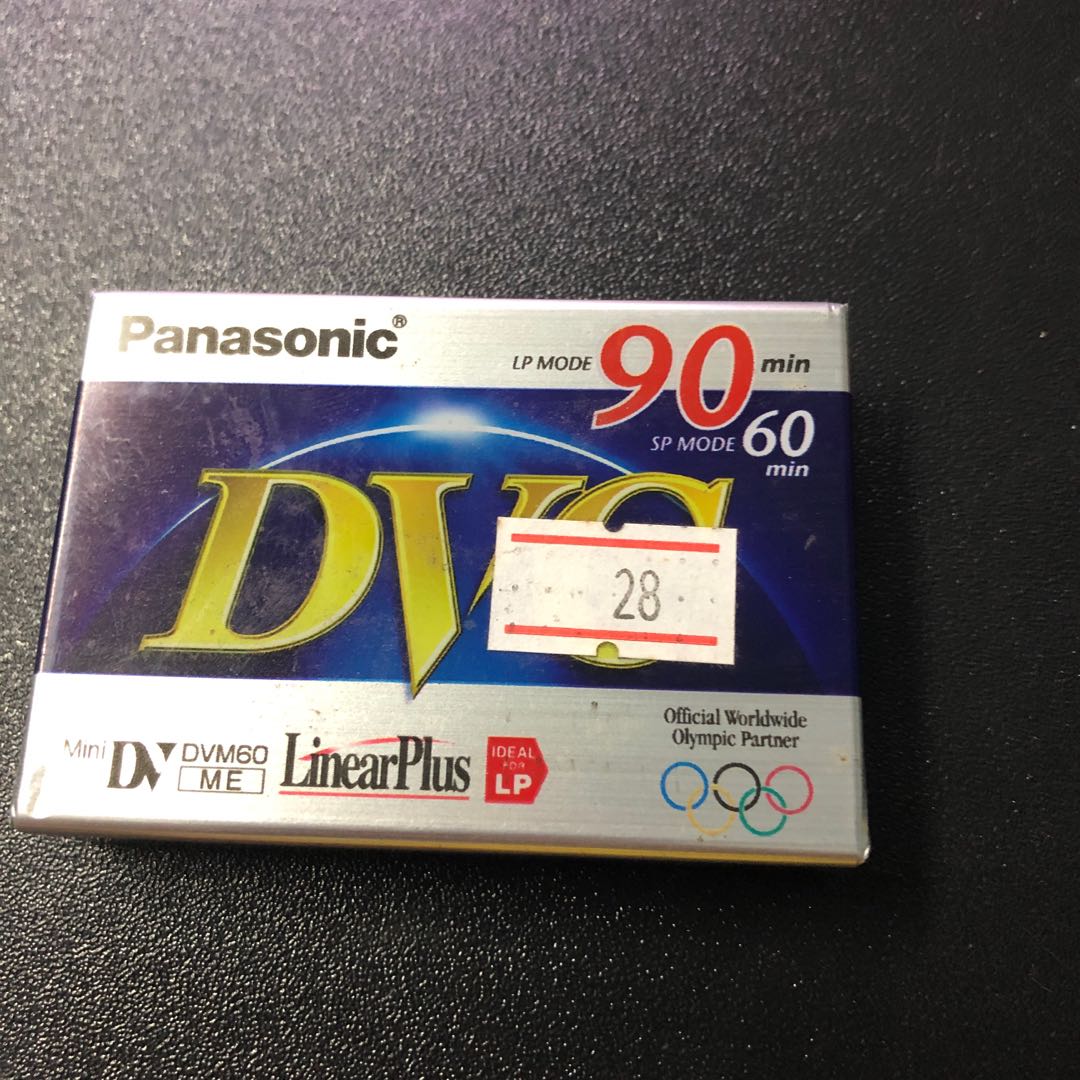 Panasonic®
LP MODE 90 min
SP MODE 60 min
DVC
28
Mini DV DVM60 ME
LinearPlus
IDEAL FOR LP
Official Worldwide
Olympic Partner